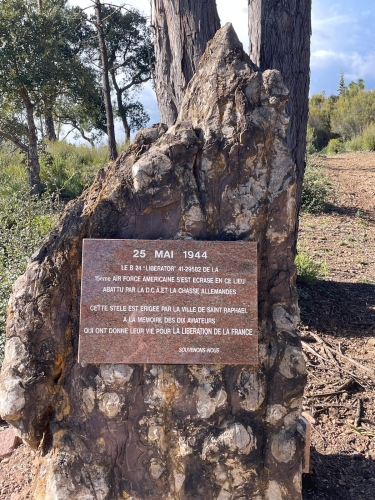 25 MAI 1944
LE B 24 "LIBERATOR" 41-29582 DE LA
15ème AIR FORCE AMERICAINE S'EST ECRASE EN CE LIEU
ABATTU PAR LA D.C.A.ET LA CHASSE ALLEMANDES
CETTE STELE EST ERIGEE PAR LA VILLE DE SAINT RAPHAEL
A LA MEMOIRE DES DIX AVIATEURS
QUI ONT DONNE LEUR VIE POUR LA LIBERATION DE LA FRANCE
SOUVENONS-NOUS